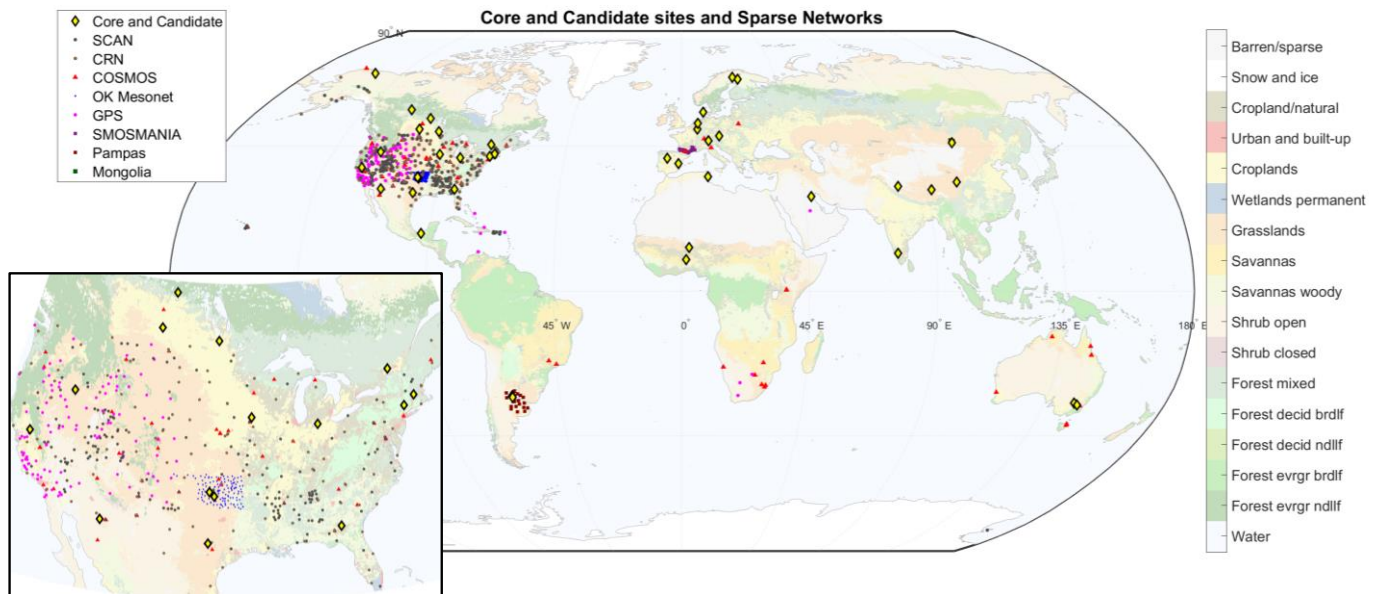 Core and Candidate sites and Sparse Networks
Core and Candidate
SCAN
CRN
COSMOS
OK Mesonet
GPS
SMOSMANIA
Pampas
Mongolia
90° N
45° W
0°
45° E
90° E
135° E
180° E
Barren/sparse
Snow and ice
Cropland/natural
Urban and built-up
Croplands
Wetlands permanent
Grasslands
Savannas
Savannas woody
Shrub open
Shrub closed
Forest mixed
Forest decid brdlf
Forest decid ndllf
Forest evrgr brdlf
Forest evrgr ndllf
Water